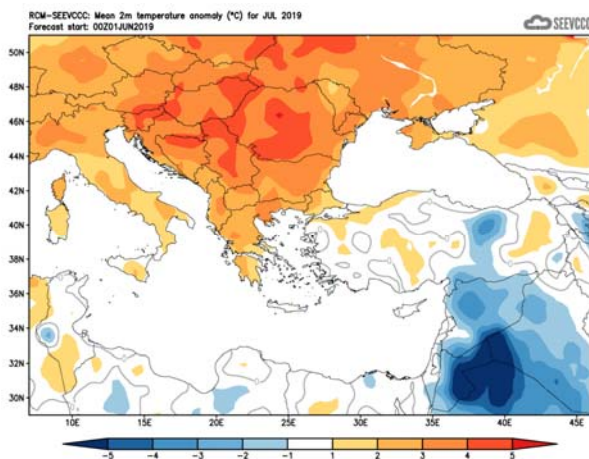 RCM-SEEVCCC: Mean 2m temperature anomaly (°C) for JUL 2019
Forecast start: 00Z01JUN2019
SEEVCCC
50N
48N
46N
44N
42N
40N
38N
36N
34N
32N
30N
10E 15E 20E 25E 30E 35E 40E 45E
-5 -4 -3 -2 -1 1 2 3 4 5